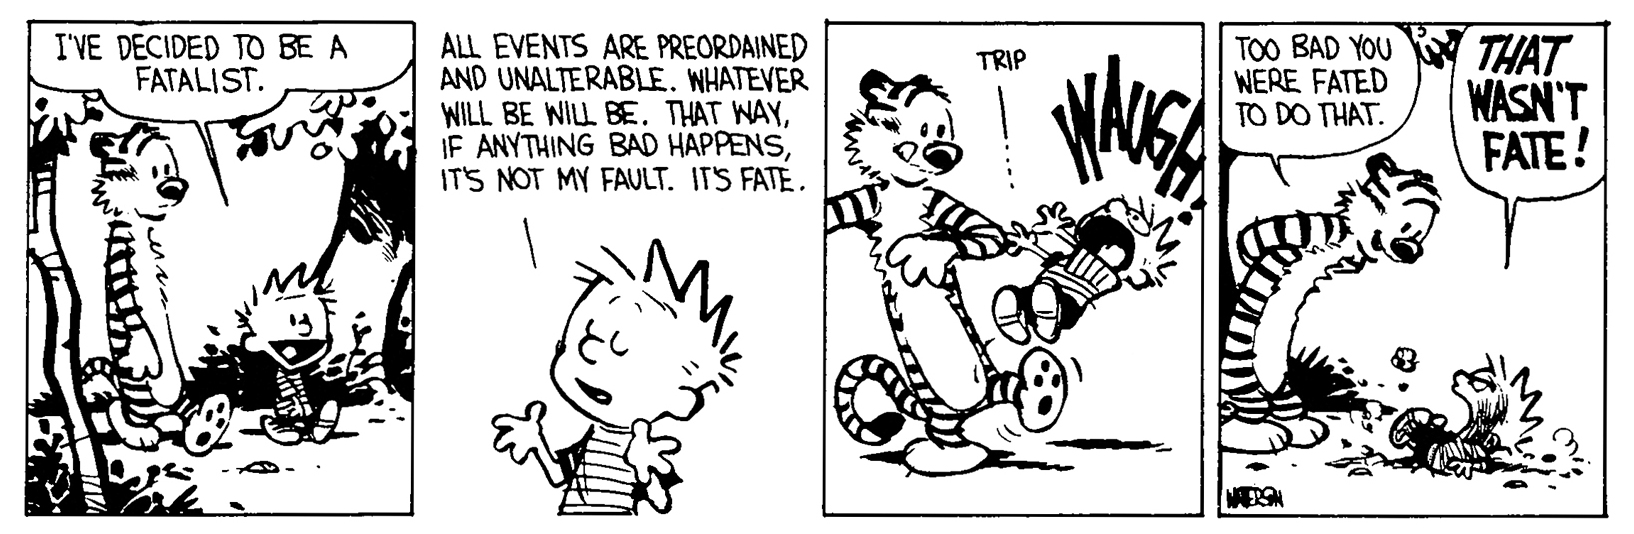 I'VE DECIDED TO BE A
FATALIST.
ALL EVENTS ARE PREORDAINED
AND UNALTERABLE. WHATEVER
WILL BE WILL BE. THAT WAY,
IF ANYTHING BAD HAPPENS,
IT'S NOT MY FAULT. IT'S FATE.
TRIP
WAUGH!
TOO BAD YOU
WERE FATED
TO DO THAT.
THAT
WASN'T
FATE!
WATTERSON